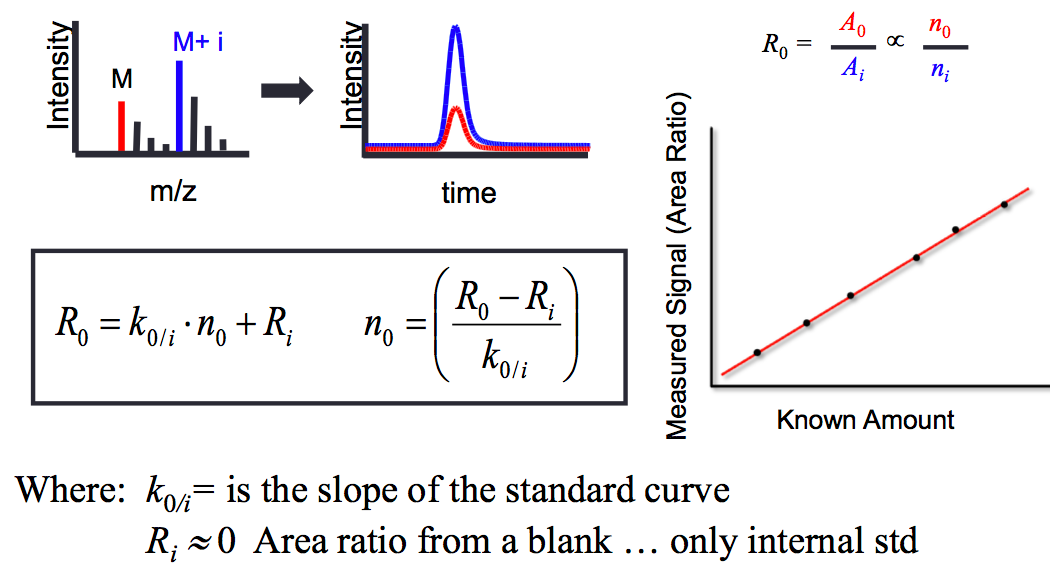 Intensity
M
M+ i
m/z
Intensity
time
R₀ = A₀/Aᵢ ∝ n₀/nᵢ
Measured Signal (Area Ratio)
Known Amount
R₀ = k₀/ᵢ · n₀ + Rᵢ
n₀ = ((R₀ − Rᵢ)/k₀/ᵢ)
Where: k₀/ᵢ= is the slope of the standard curve
Rᵢ ≈ 0 Area ratio from a blank … only internal std